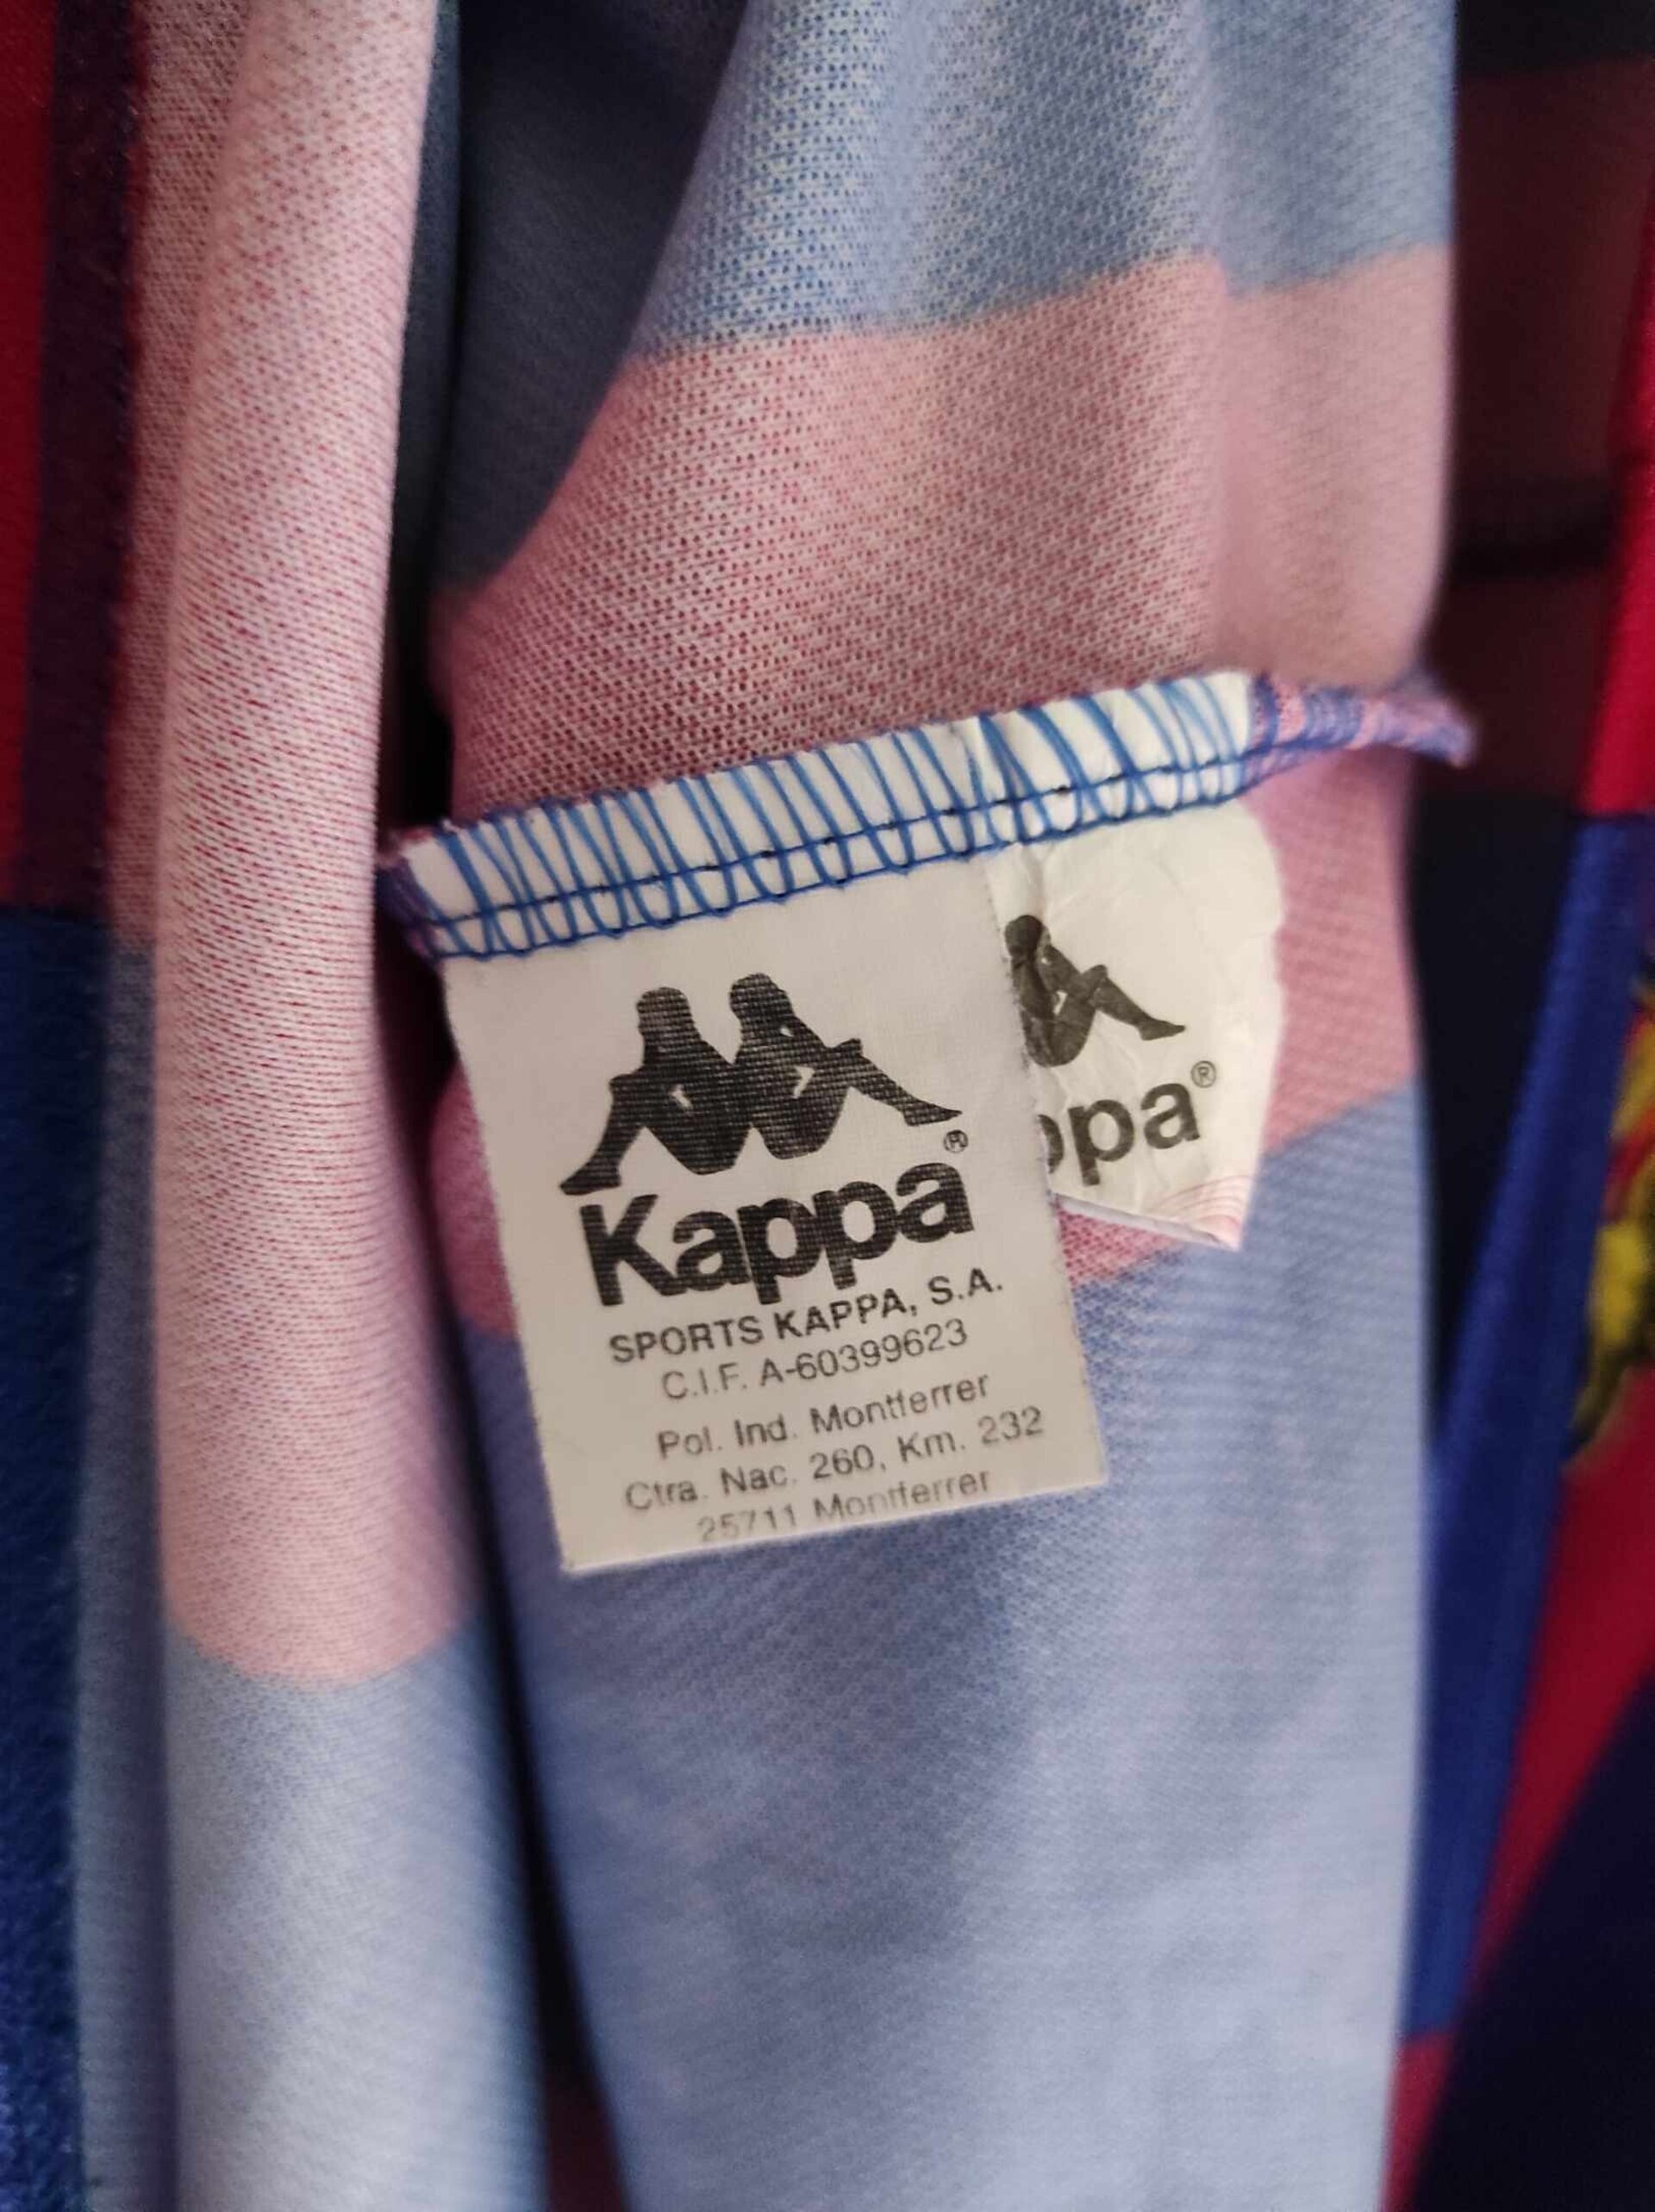 Kappa®
SPORTS KAPPA, S.A.
C.I.F. A-60399623
Pol. Ind. Montferrer
Ctra. Nac. 260, Km. 232
25711 Montferrer
ppa®